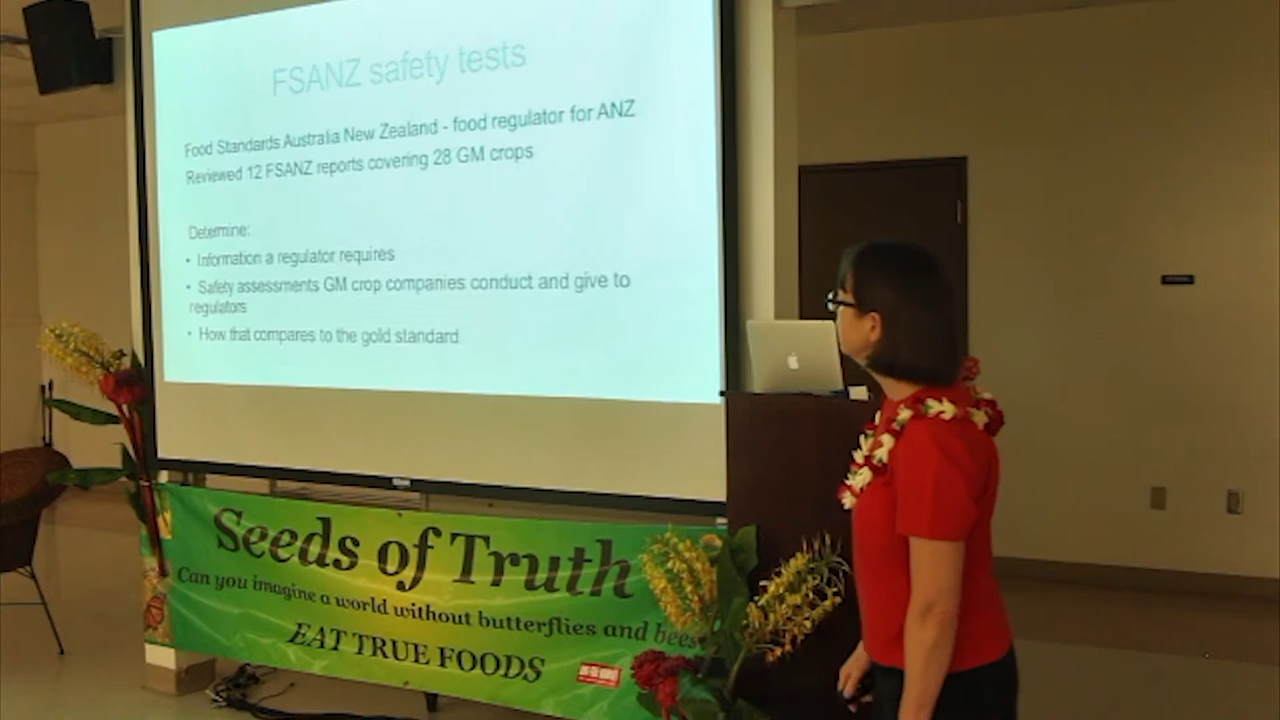 FSANZ safety tests
Food Standards Australia New Zealand - food regulator for ANZ
Reviewed 12 FSANZ reports covering 28 GM crops
Determine:
• Information a regulator requires
• Safety assessments GM crop companies conduct and give to
regulators
• How that compares to the gold standard
Seeds of Truth
Can you imagine a world without butterflies and bees
EAT TRUE FOODS